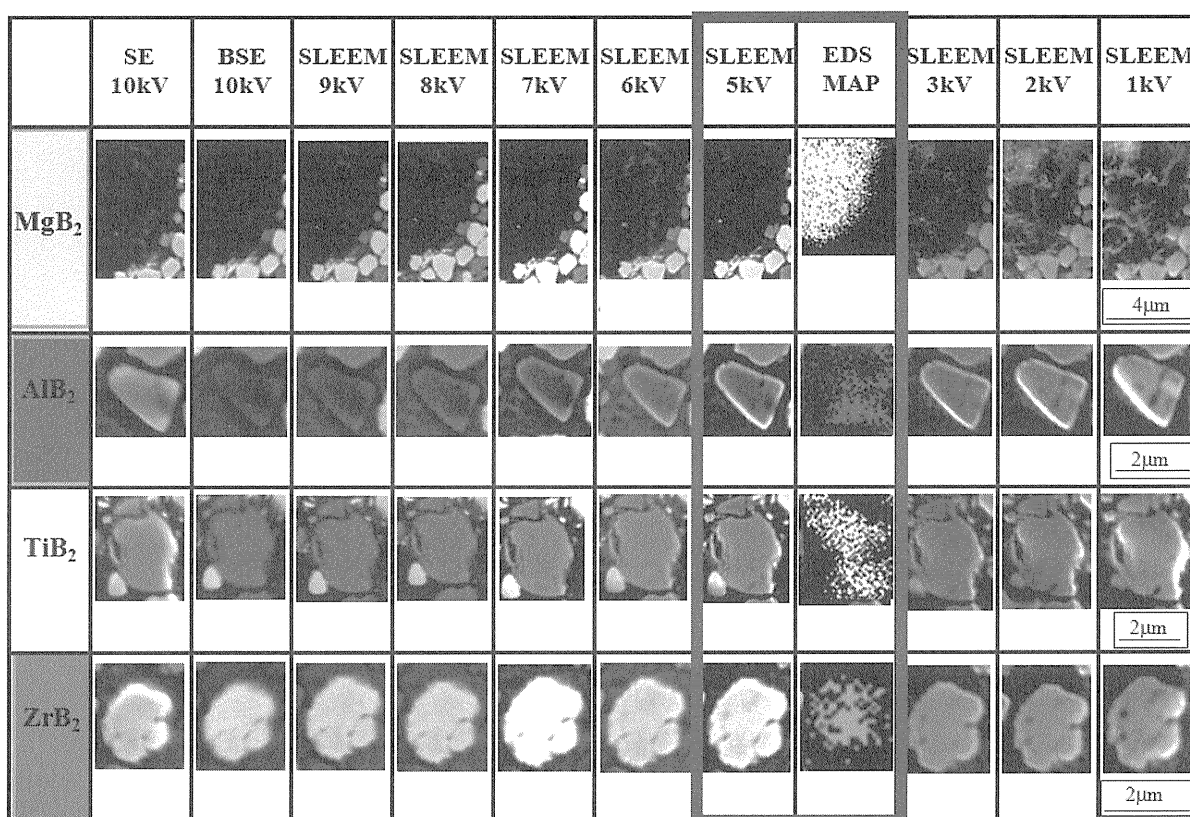 SE 10kV
BSE 10kV
SLEEM 9kV
SLEEM 8kV
SLEEM 7kV
SLEEM 6kV
SLEEM 5kV
EDS MAP
SLEEM 3kV
SLEEM 2kV
SLEEM 1kV
MgB₂
4μm
AlB₂
2μm
TiB₂
2μm
ZrB₂
2μm